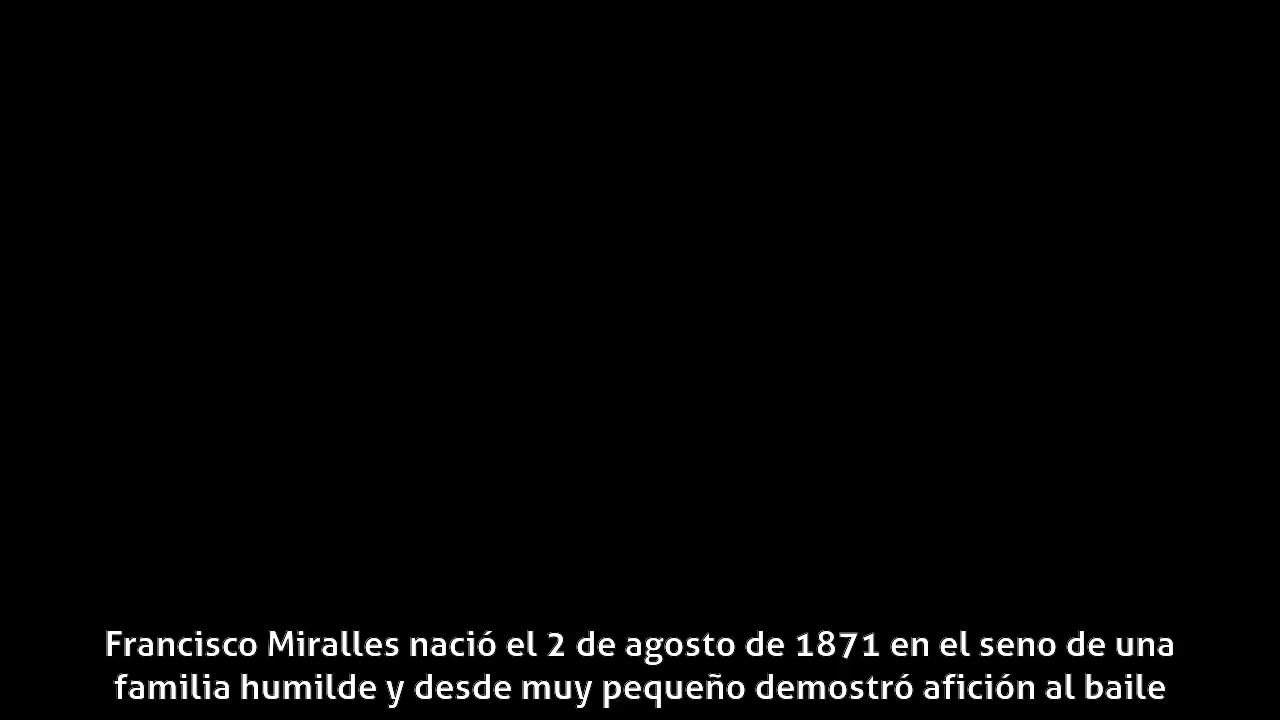 Francisco Miralles nació el 2 de agosto de 1871 en el seno de una
familia humilde y desde muy pequeño demostró afición al baile